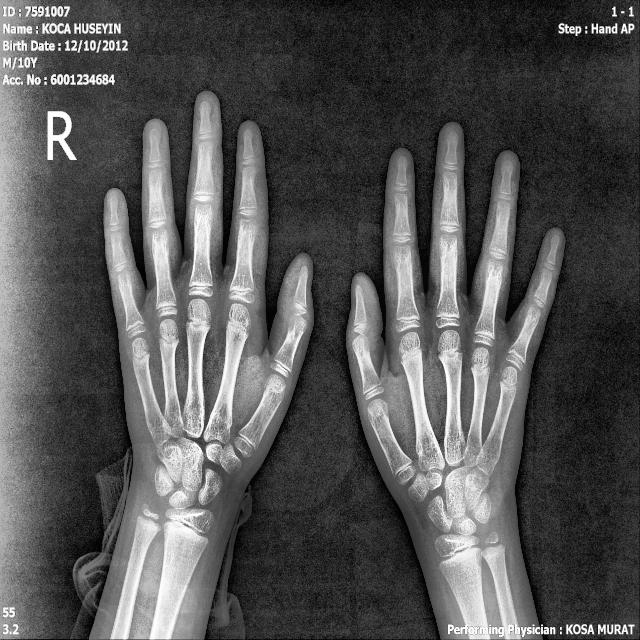 ID : 7591007
Name : KOCA HUSEYIN
Birth Date : 12/10/2012
M/10Y
Acc. No : 6001234684
1 - 1
Step : Hand AP
R
55
3.2
Performing Physician : KOSA MURAT